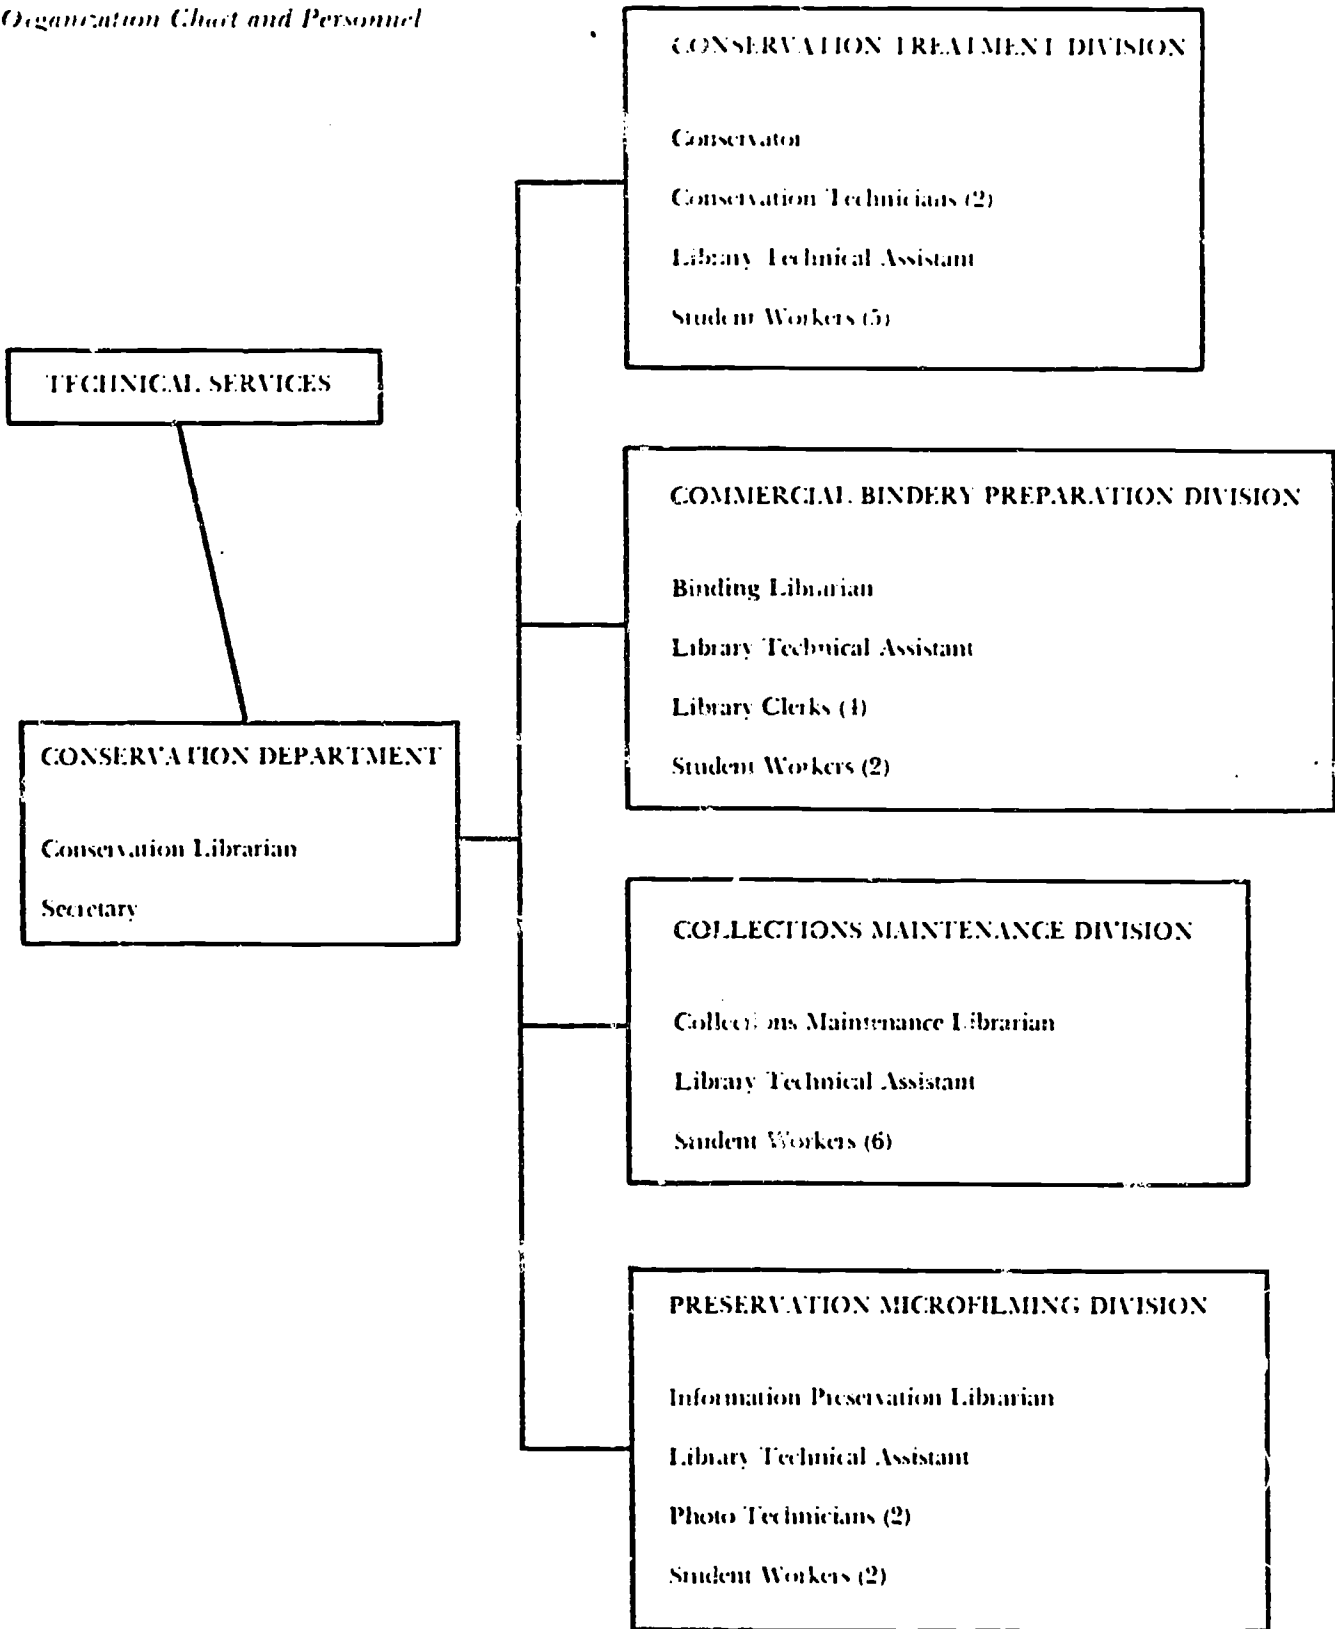 Organization Chart and Personnel
CONSERVATION TREATMENT DIVISION
Conservator
Conservation Technicians (2)
Library Technical Assistant
Student Workers (5)
TECHNICAL SERVICES
COMMERCIAL BINDERY PREPARATION DIVISION
Binding Librarian
Library Technical Assistant
Library Clerks
Student Workers (2)
CONSERVATION DEPARTMENT
Conservation Librarian
Secretary
COLLECTIONS MAINTENANCE DIVISION
Collections Maintenance Librarian
Library Technical Assistant
Student Workers (6)
PRESERVATION MICROFILMING DIVISION
Information Preservation Librarian
Library Technical Assistant
Photo Technicians (2)
Student Workers (2)